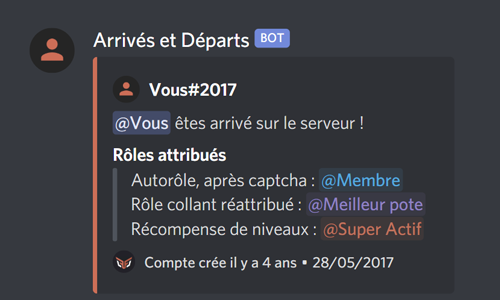 Arrivés et Départs BOT
Vous#2017
@Vous êtes arrivé sur le serveur !
Rôles attribués
Autorôle, après captcha : @Membre
Rôle collant réattribué : @Meilleur pote
Récompense de niveaux : @Super Actif
Compte crée il y a 4 ans • 28/05/2017